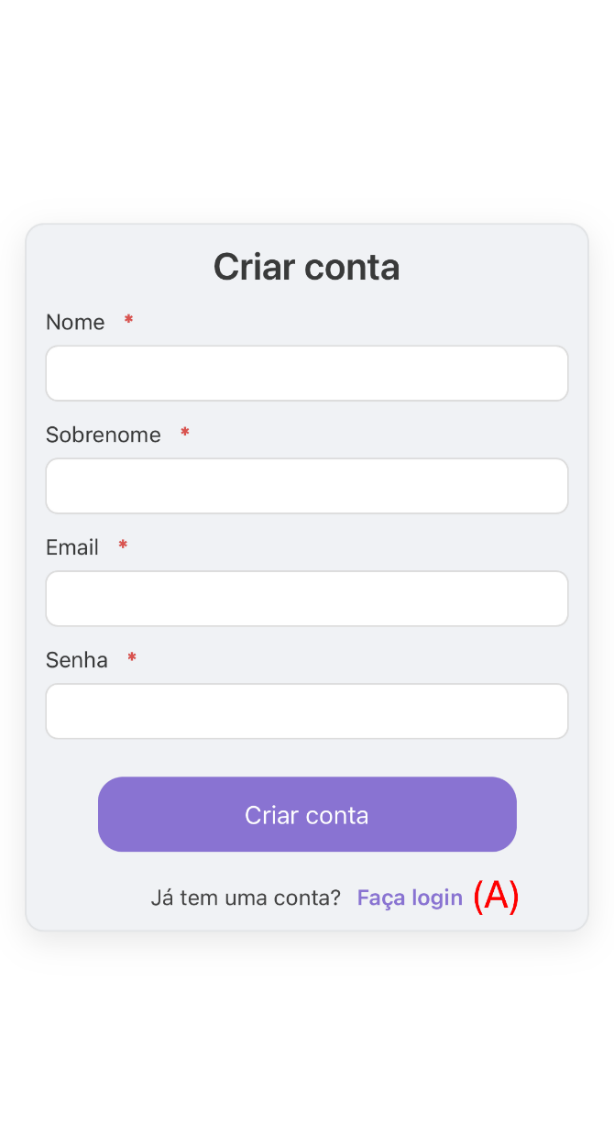 Criar conta
Nome *
Sobrenome *
Email *
Senha *
Criar conta
Já tem uma conta? Faça login (A)